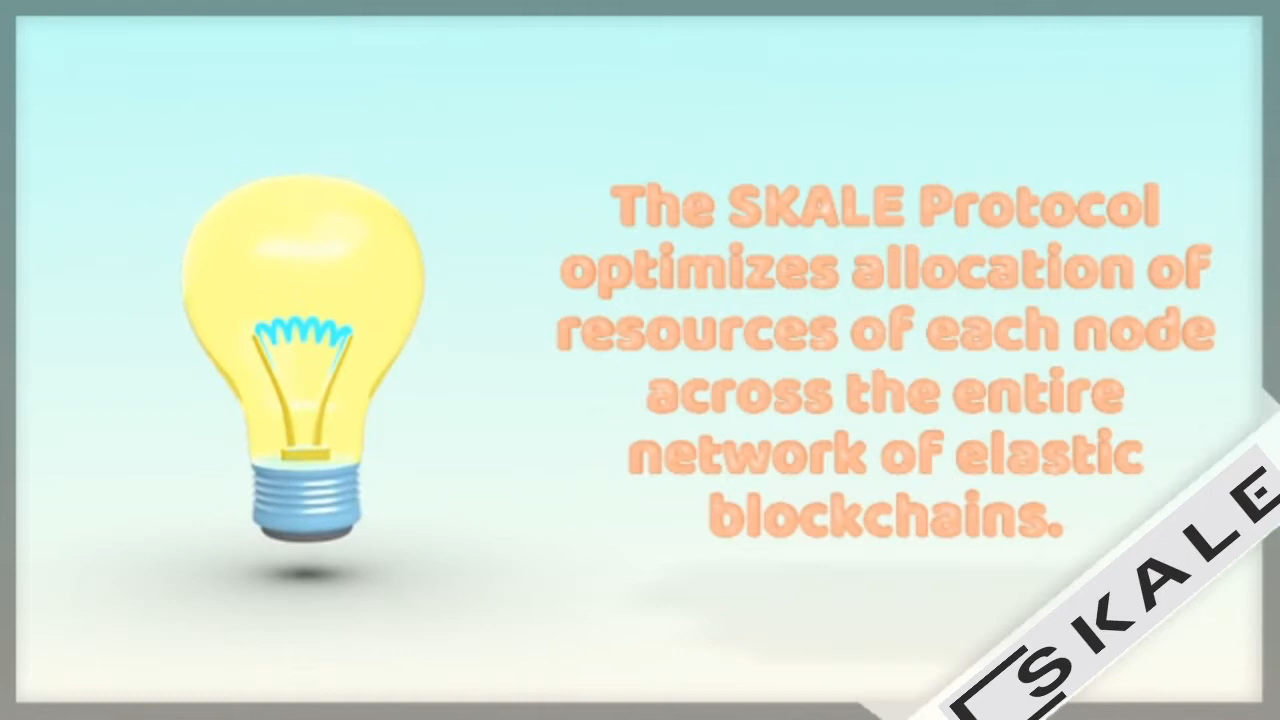 The SKALE Protocol
optimizes allocation of
resources of each node
across the entire
network of elastic
blockchains.
SKALE